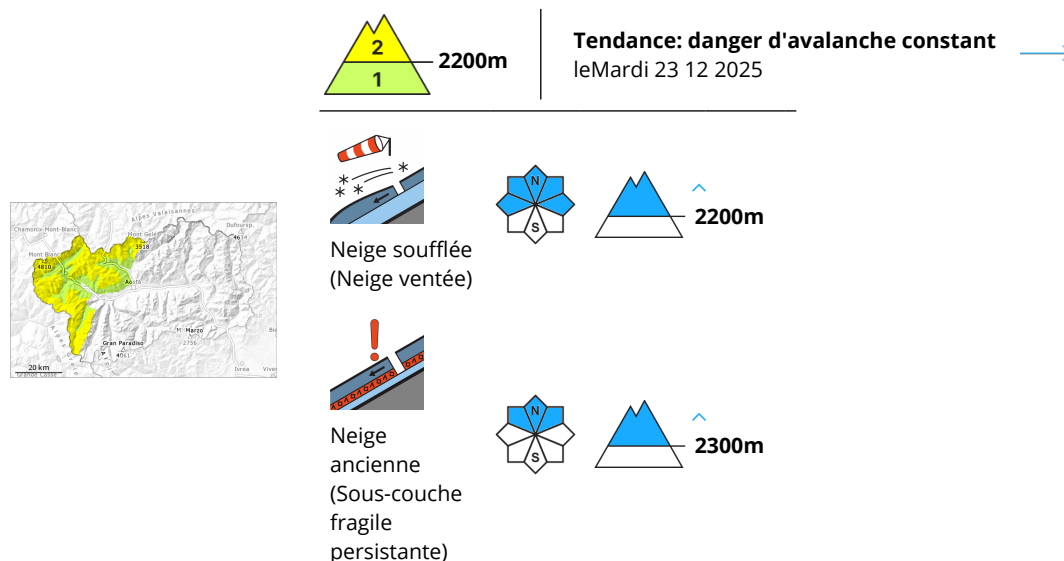 2
1
2200m
Tendance: danger d'avalanche constant
leMardi 23 12 2025
N
S
2200m
Neige soufflée
(Neige ventée)
Alpes Valaisannes
Chamonix-Mont-Blanc
Mont Gelé
3518
Dufoursp.
Mont Blanc
4810
Aosta
M. Marzo
2756
Gran Paradiso
4061
20 km
Ivrea
N
S
2300m
Neige
ancienne
(Sous-couche
fragile
persistante)